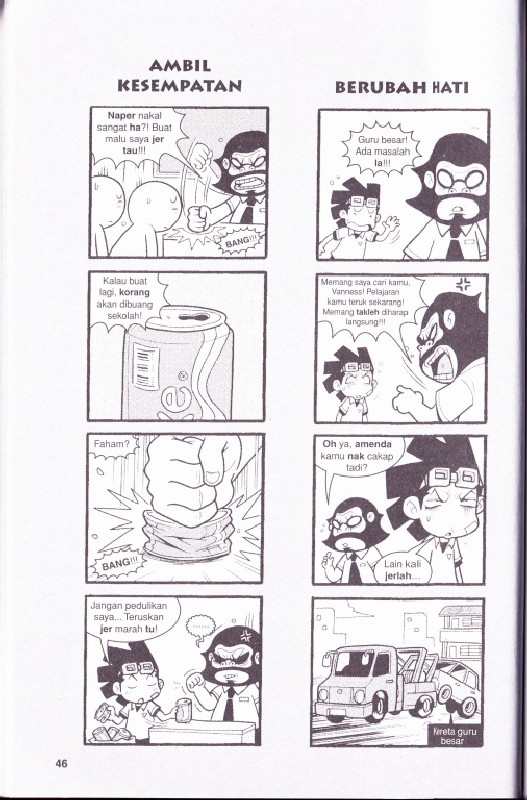 AMBIL
KESEMPATAN
Naper nakal
sangat ha?! Buat
malu saya jer
tau!!!
BANG!!!
Kalau buat
lagi, korang
akan dibuang
sekolah!
Faham?
BANG!!!
Jangan pedulikan
saya... Teruskan
jer marah tu!
......
BERUBAH HATI
Guru besar!
Ada masalah
la!!!
Memang saya cari kamu,
Vanness! Pelajaran
kamu teruk sekarang!
Memang takleh diharap
langsung!!!
Oh ya, amenda
kamu nak cakap
tadi?
Lain kali
jerlah...
Kereta guru
besar
46